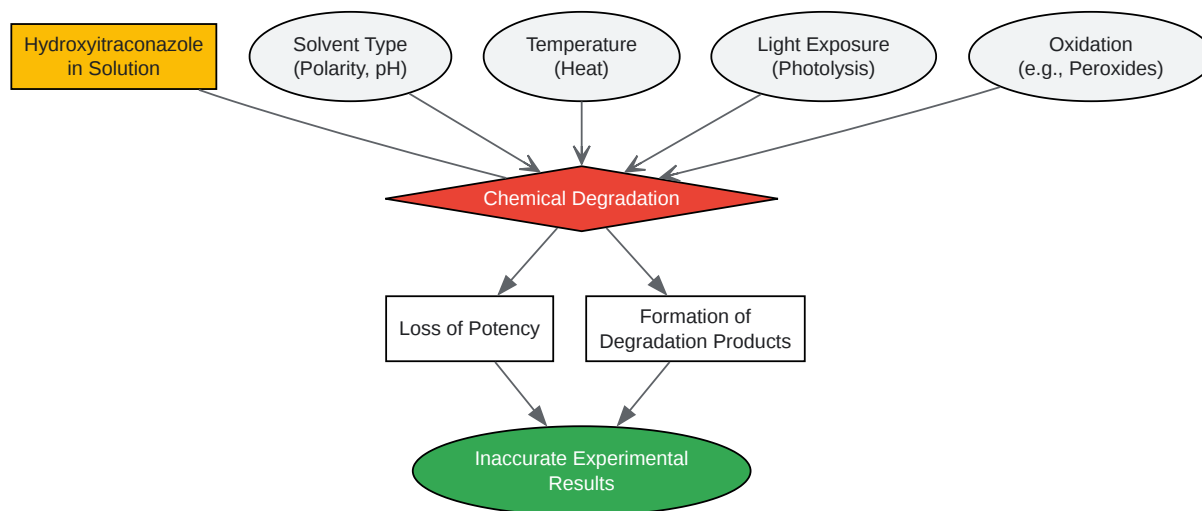 Hydroxyitraconazole
in Solution
Solvent Type
(Polarity, pH)
Temperature
(Heat)
Light Exposure
(Photolysis)
Oxidation
(e.g., Peroxides)
Chemical Degradation
Loss of Potency
Formation of
Degradation Products
Inaccurate Experimental
Results